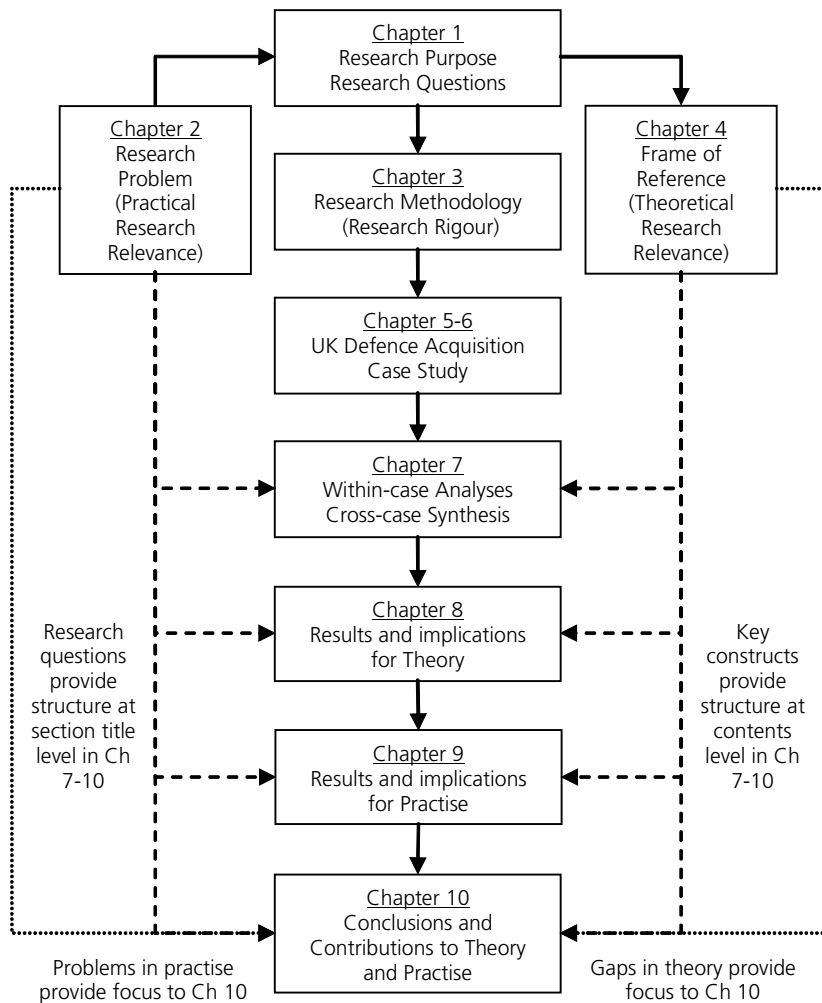 Chapter 1
Research Purpose
Research Questions
Chapter 2
Research
Problem
(Practical
Research
Relevance)
Chapter 3
Research Methodology
(Research Rigour)
Chapter 4
Frame of
Reference
(Theoretical
Research
Relevance)
Chapter 5-6
UK Defence Acquisition
Case Study
Chapter 7
Within-case Analyses
Cross-case Synthesis
Chapter 8
Results and implications
for Theory
Research
questions
provide
structure at
section title
level in Ch
7-10
Key
constructs
provide
structure at
contents
level in Ch
7-10
Chapter 9
Results and implications
for Practise
Chapter 10
Conclusions and
Contributions to Theory
and Practise
Problems in practise
provide focus to Ch 10
Gaps in theory provide
focus to Ch 10